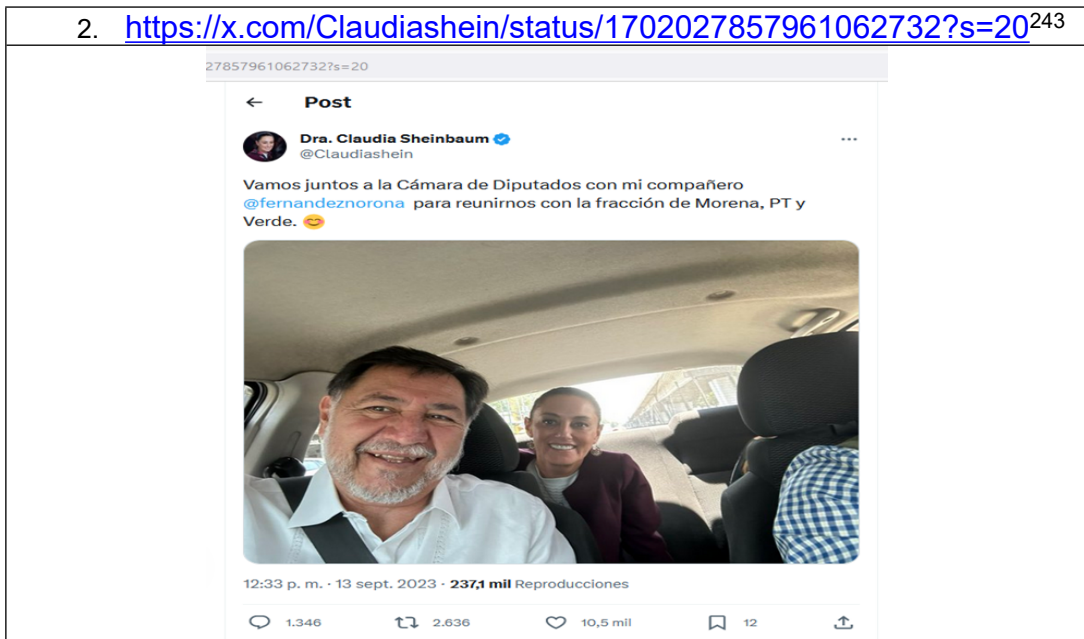 2. https://x.com/Claudiashein/status/1702027857961062732?s=20243
27857961062732?s=20
← Post
Dra. Claudia Sheinbaum
@Claudiashein
Vamos juntos a la Cámara de Diputados con mi compañero
@fernandeznorona para reunirnos con la fracción de Morena, PT y
Verde. 😊
12:33 p. m. · 13 sept. 2023 · 237,1 mil Reproducciones
1.346 2.636 10,5 mil 12